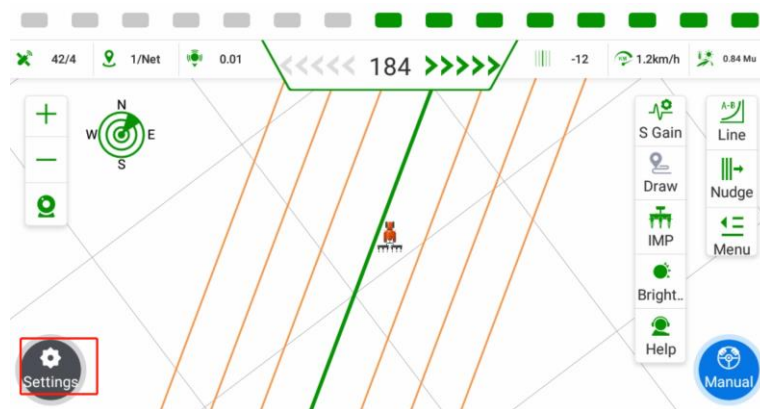 42/4
1/Net
0.01
<<<<< 184 >>>>>
-12
KM
1.2km/h
0.84 Mu
N
W
E
S
S Gain
Draw
IMP
Bright..
Help
A-B
Line
Nudge
Menu
Settings
Manual